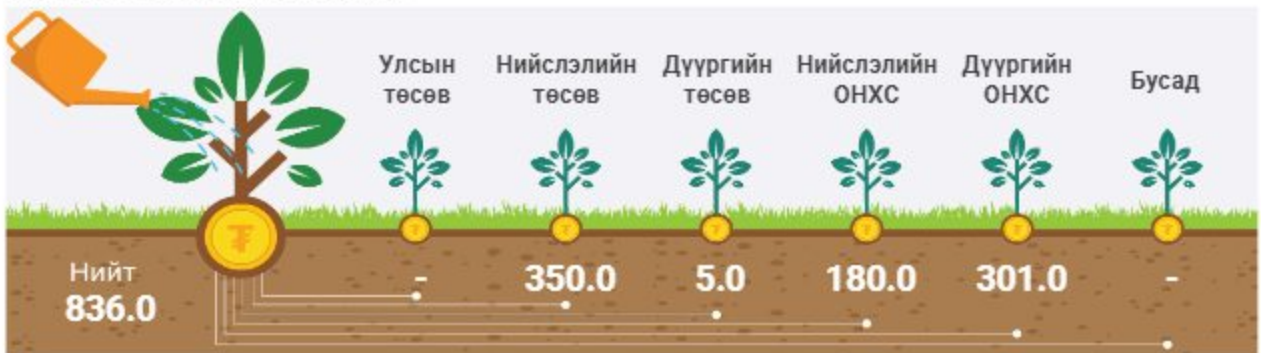 Улсын
төсөв
Нийслэлийн
төсөв
Дүүргийн
төсөв
Нийслэлийн
ОНХС
Дүүргийн
ОНХС
Бусад
₮
₮ ₮ ₮ ₮ ₮ ₮
Нийт
836.0
-
350.0
5.0
180.0
301.0
-